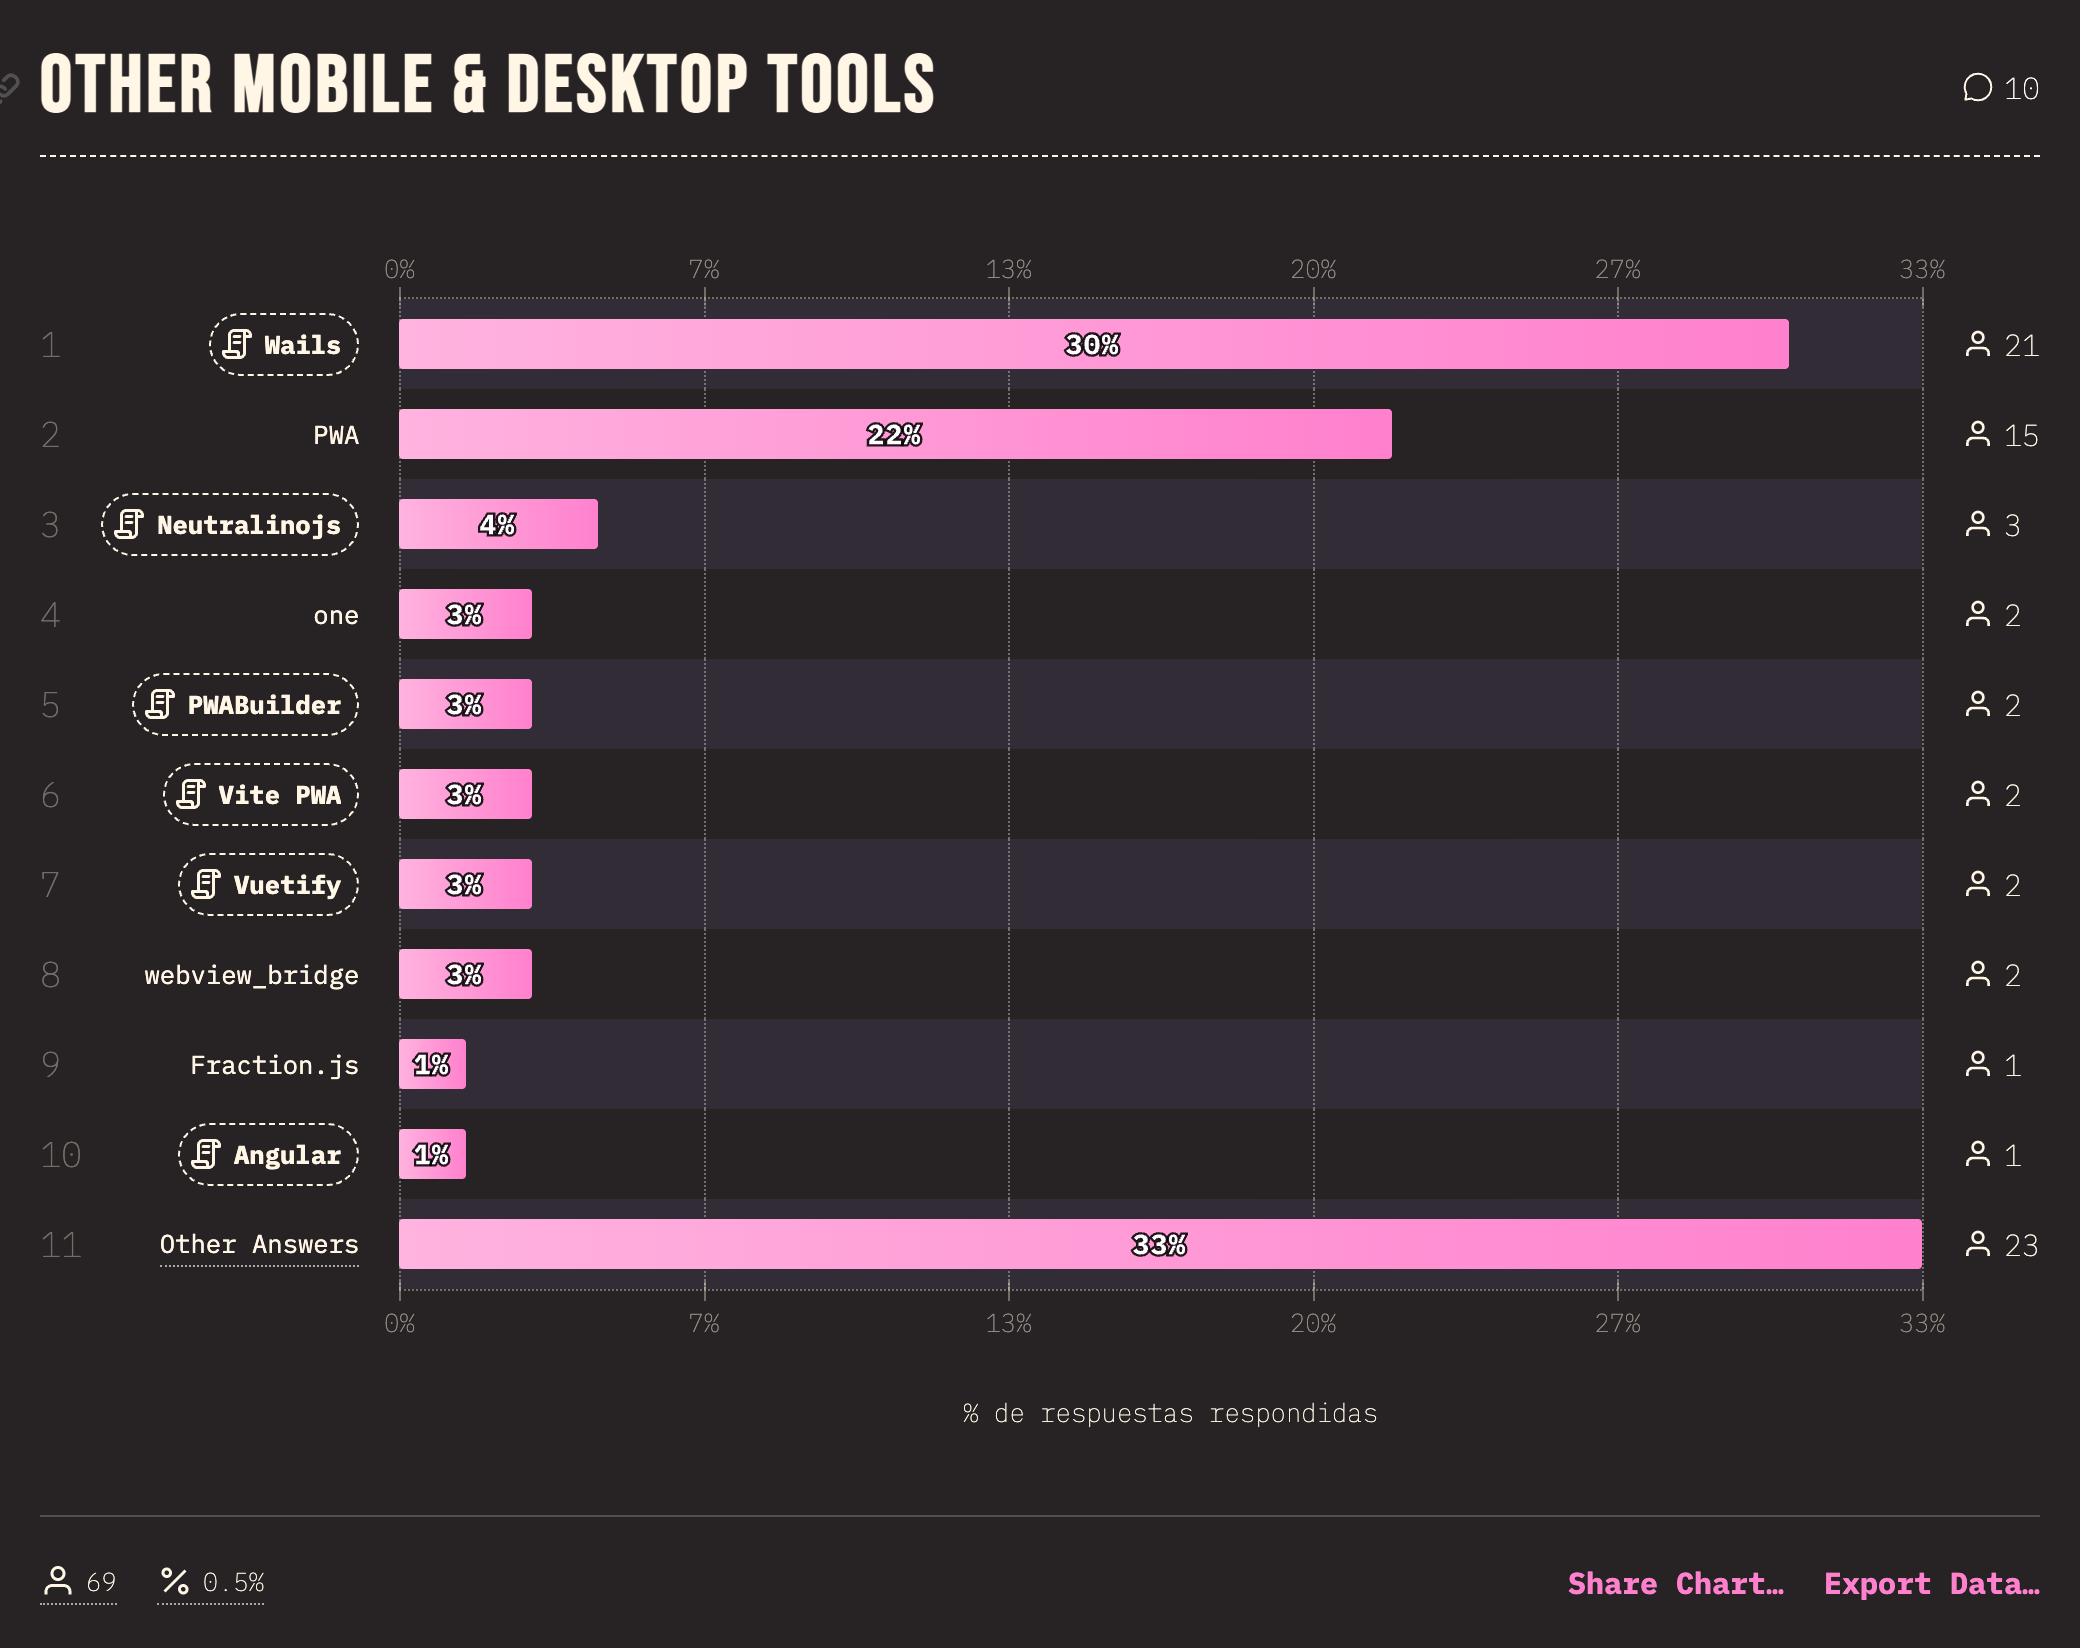 OTHER MOBILE & DESKTOP TOOLS
10
0% 7% 13% 20% 27% 33%
1 Wails 30% 21
2 PWA 22% 15
3 Neutralinojs 4% 3
4 one 3% 2
5 PWABuilder 3% 2
6 Vite PWA 3% 2
7 Vuetify 3% 2
8 webview_bridge 3% 2
9 Fraction.js 1% 1
10 Angular 1% 1
11 Other Answers 33% 23
0% 7% 13% 20% 27% 33%
% de respuestas respondidas
69 0.5% Share Chart… Export Data…